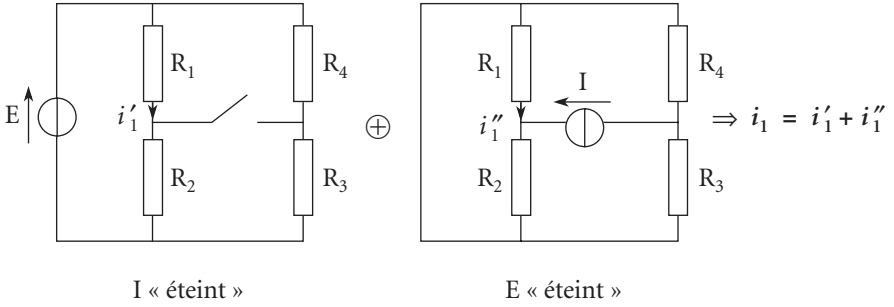 R₁ R₄ R₁ I R₄
E i′₁ ⊕ i″₁ ⇒ i₁ = i′₁ + i″₁
R₂ R₃ R₂ R₃
I « éteint » E « éteint »